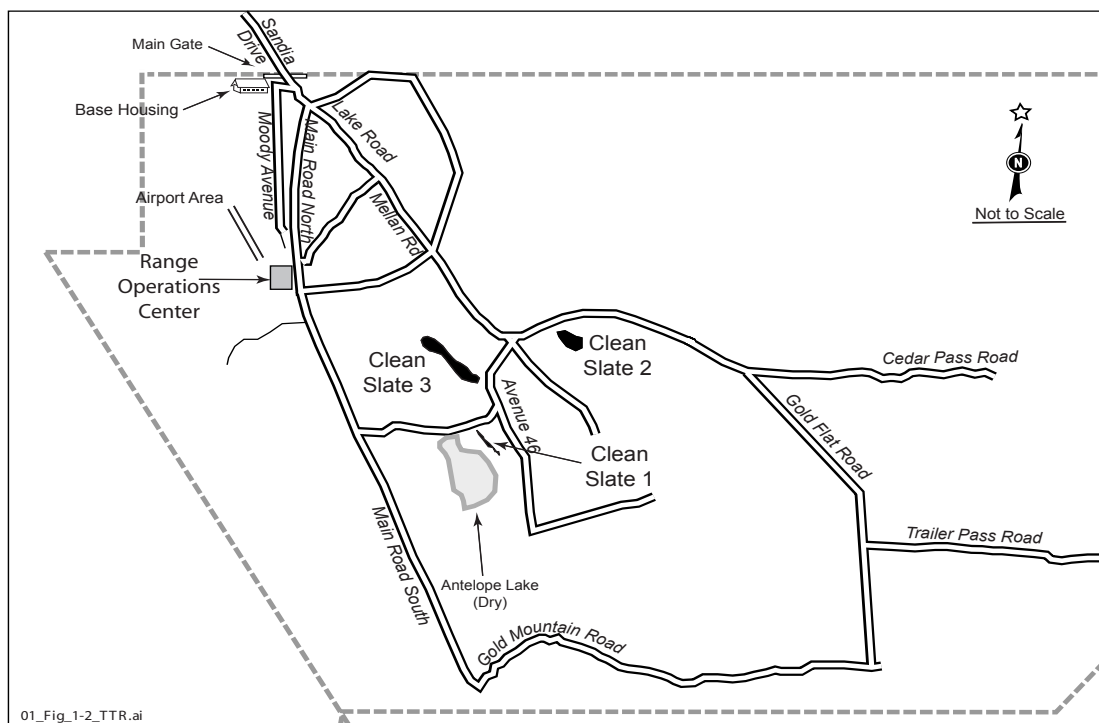 Sandia
Drive
Main Gate
Base Housing
Moody Avenue
Main Road North
Lake Road
Mellan Rd
Airport Area
N
Not to Scale
Range
Operations
Center
Clean
Slate 3
Clean
Slate 2
Cedar Pass Road
Avenue 46
Gold Flat Road
Clean
Slate 1
Main Road South
Trailer Pass Road
Antelope Lake
(Dry)
Gold Mountain Road
01_Fig_1-2_TTR.ai